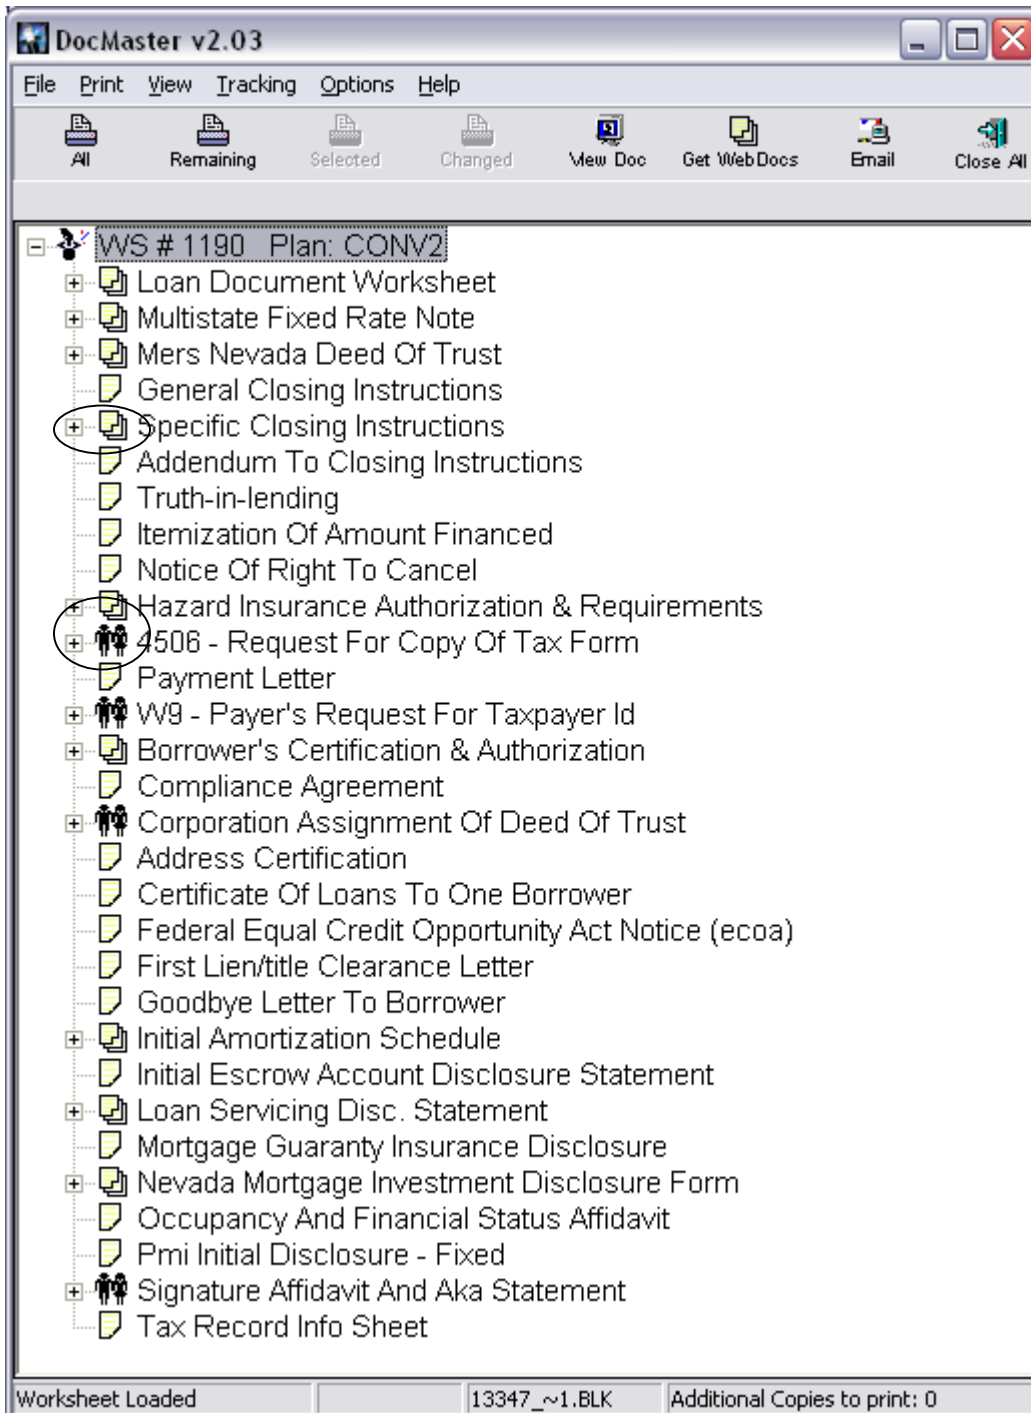 DocMaster v2.03
File Print View Tracking Options Help
All Remaining Selected Changed View Doc Get WebDocs Email Close All
WS # 1190 Plan: CONV2
Loan Document Worksheet
Multistate Fixed Rate Note
Mers Nevada Deed Of Trust
General Closing Instructions
Specific Closing Instructions
Addendum To Closing Instructions
Truth-in-lending
Itemization Of Amount Financed
Notice Of Right To Cancel
Hazard Insurance Authorization & Requirements
4506 - Request For Copy Of Tax Form
Payment Letter
W9 - Payer's Request For Taxpayer Id
Borrower's Certification & Authorization
Compliance Agreement
Corporation Assignment Of Deed Of Trust
Address Certification
Certificate Of Loans To One Borrower
Federal Equal Credit Opportunity Act Notice (ecoa)
First Lien/title Clearance Letter
Goodbye Letter To Borrower
Initial Amortization Schedule
Initial Escrow Account Disclosure Statement
Loan Servicing Disc. Statement
Mortgage Guaranty Insurance Disclosure
Nevada Mortgage Investment Disclosure Form
Occupancy And Financial Status Affidavit
Pmi Initial Disclosure - Fixed
Signature Affidavit And Aka Statement
Tax Record Info Sheet
Worksheet Loaded 13347_~1.BLK Additional Copies to print: 0